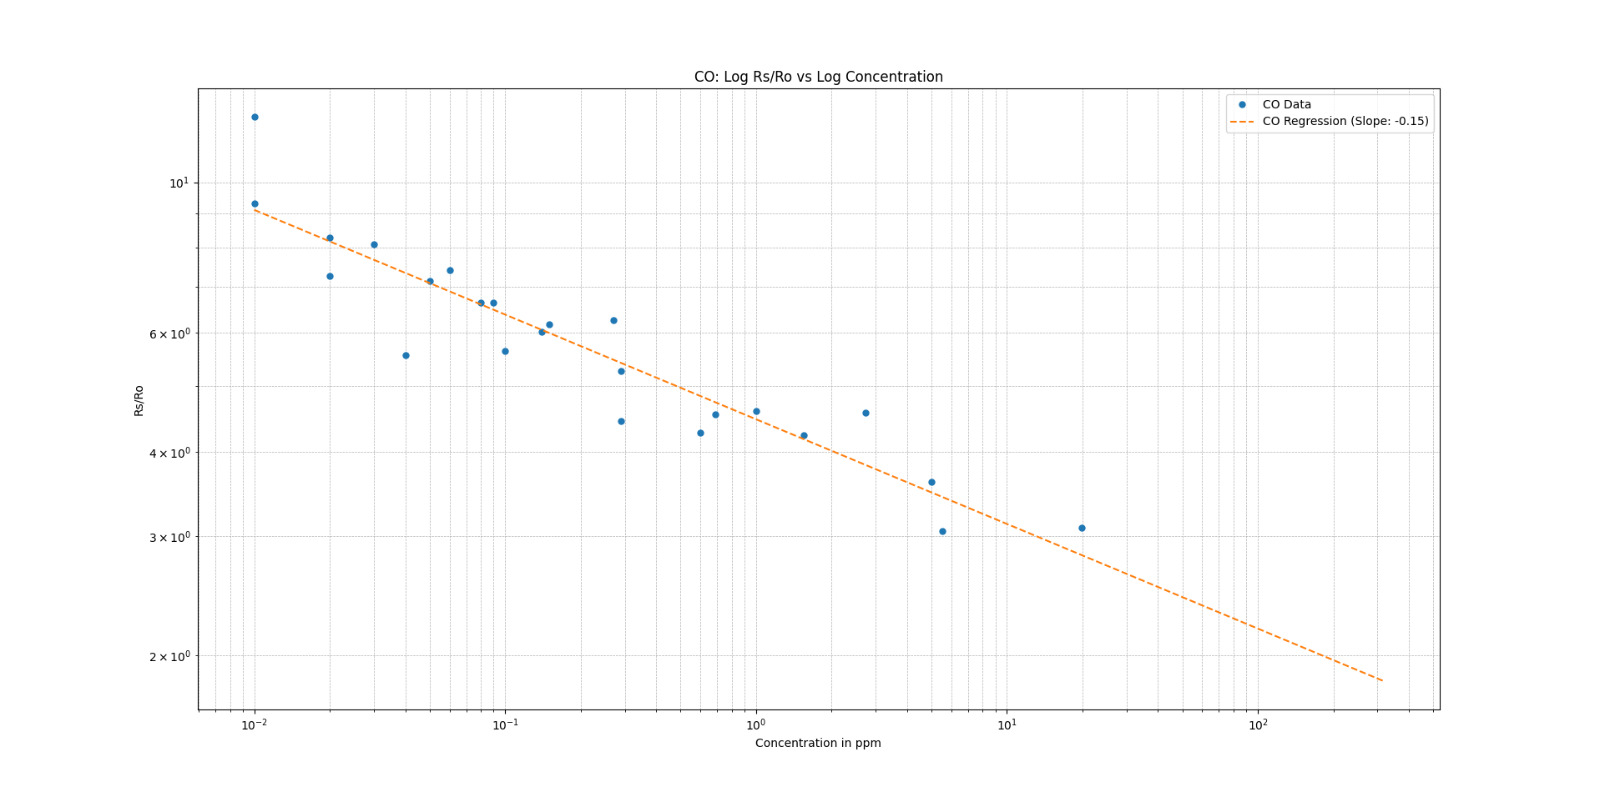 CO: Log Rs/Ro vs Log Concentration
CO Data
CO Regression (Slope: -0.15)
10¹
6 × 10⁰
4 × 10⁰
3 × 10⁰
2 × 10⁰
Rs/Ro
10⁻² 10⁻¹ 10⁰ 10¹ 10²
Concentration in ppm